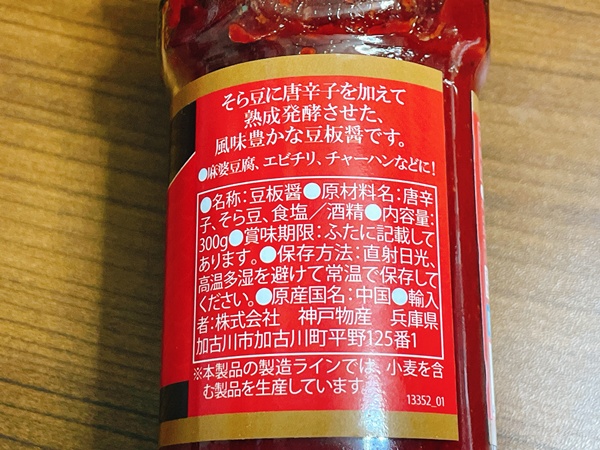 そら豆に唐辛子を加えて
熟成発酵させた、
風味豊かな豆板醤です。
●麻婆豆腐、エビチリ、チャーハンなどに!
●名称:豆板醤●原材料名:唐辛
子、そら豆、食塩/酒精●内容量:
300g●賞味期限:ふたに記載して
あります。●保存方法:直射日光、
高温多湿を避けて常温で保存して
ください。●原産国名:中国●輸入
者:株式会社 神戸物産 兵庫県
加古川市加古川町平野125番1
※本製品の製造ラインでは、小麦を含
む製品を生産しています。
13352_01